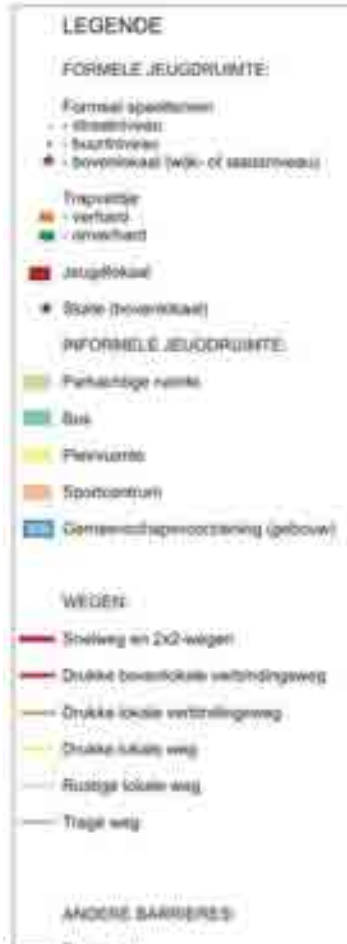 LEGENDE
FORMELE JEUGDRUIMTE:
Formeel speelterrein
- straatniveau
- buurtniveau
- bovenlokaal (wijk- of stadsniveau)
Trapveldje
- verhard
- onverhard
Jeugdlokaal
Skate (bovenlokaal)
INFORMELE JEUGDRUIMTE:
Parkachtige ruimte
Bos
Pleinruimte
Sportcentrum
Gemeenschapsvoorziening (gebouw)
WEGEN:
Snelweg en 2x2-wegen
Drukke bovenlokale verbindingsweg
Drukke lokale verbindingsweg
Drukke lokale weg
Rustige lokale weg
Trage weg
ANDERE BARRIERES: